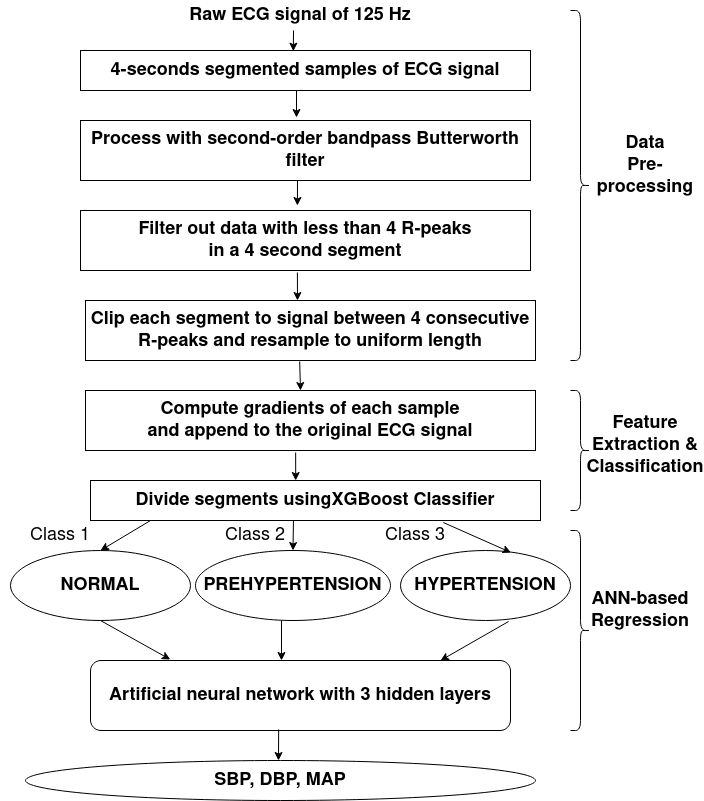 Raw ECG signal of 125 Hz
4-seconds segmented samples of ECG signal
Process with second-order bandpass Butterworth
filter
Data
Pre-
processing
Filter out data with less than 4 R-peaks
in a 4 second segment
Clip each segment to signal between 4 consecutive
R-peaks and resample to uniform length
Compute gradients of each sample
and append to the original ECG signal
Feature
Extraction &
Classification
Divide segments usingXGBoost Classifier
Class 1
Class 2
Class 3
NORMAL
PREHYPERTENSION
HYPERTENSION
ANN-based
Regression
Artificial neural network with 3 hidden layers
SBP, DBP, MAP